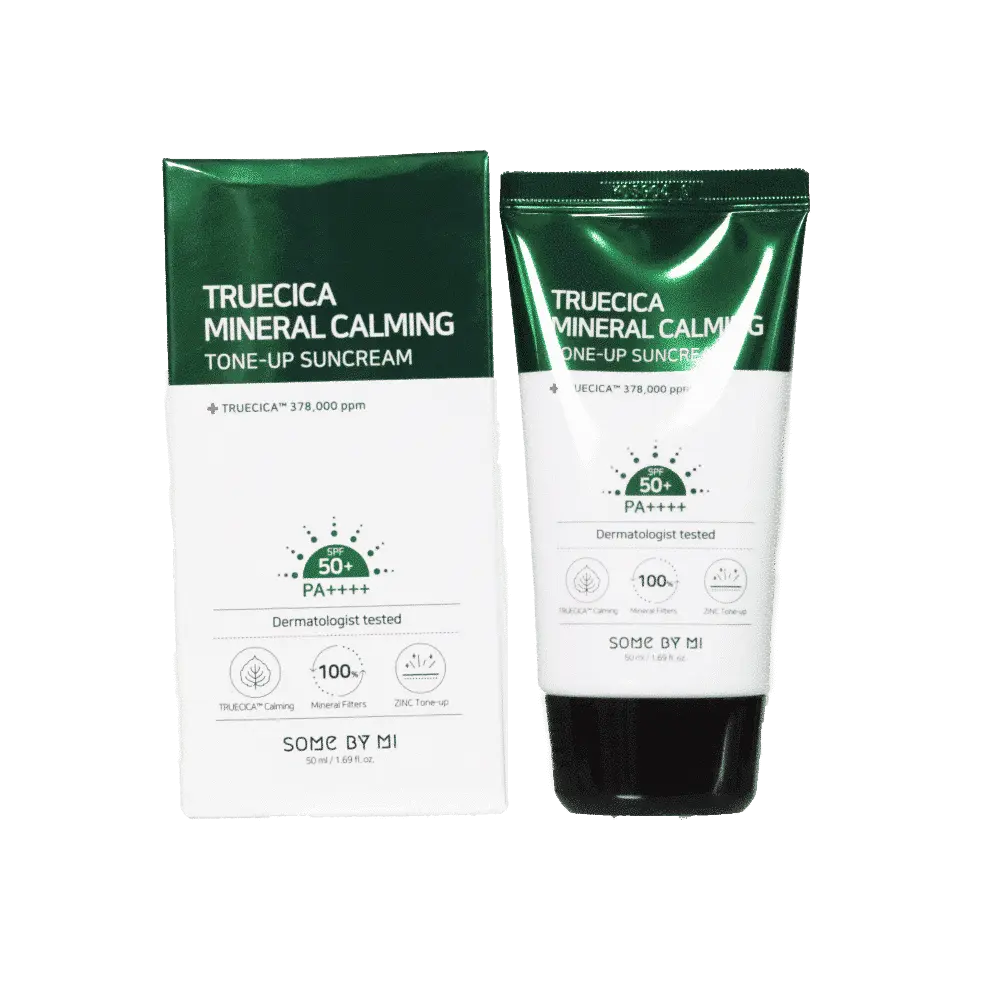 TRUECICA
MINERAL CALMING
TONE-UP SUNCREAM
TRUECICA™ 378,000 ppm
SPF
50+
PA++++
Dermatologist tested
100%
TRUECICA™ Calming
Mineral Filters
ZINC Tone-up
SOME BY MI
50 ml / 1.69 fl. oz.
TRUECICA
MINERAL CALMING
TONE-UP SUNCREAM
TRUECICA™ 378,000 ppm
SPF
50+
PA++++
Dermatologist tested
100%
TRUECICA™ Calming
Mineral Filters
ZINC Tone-up
SOME BY MI
50 ml / 1.69 fl. oz.